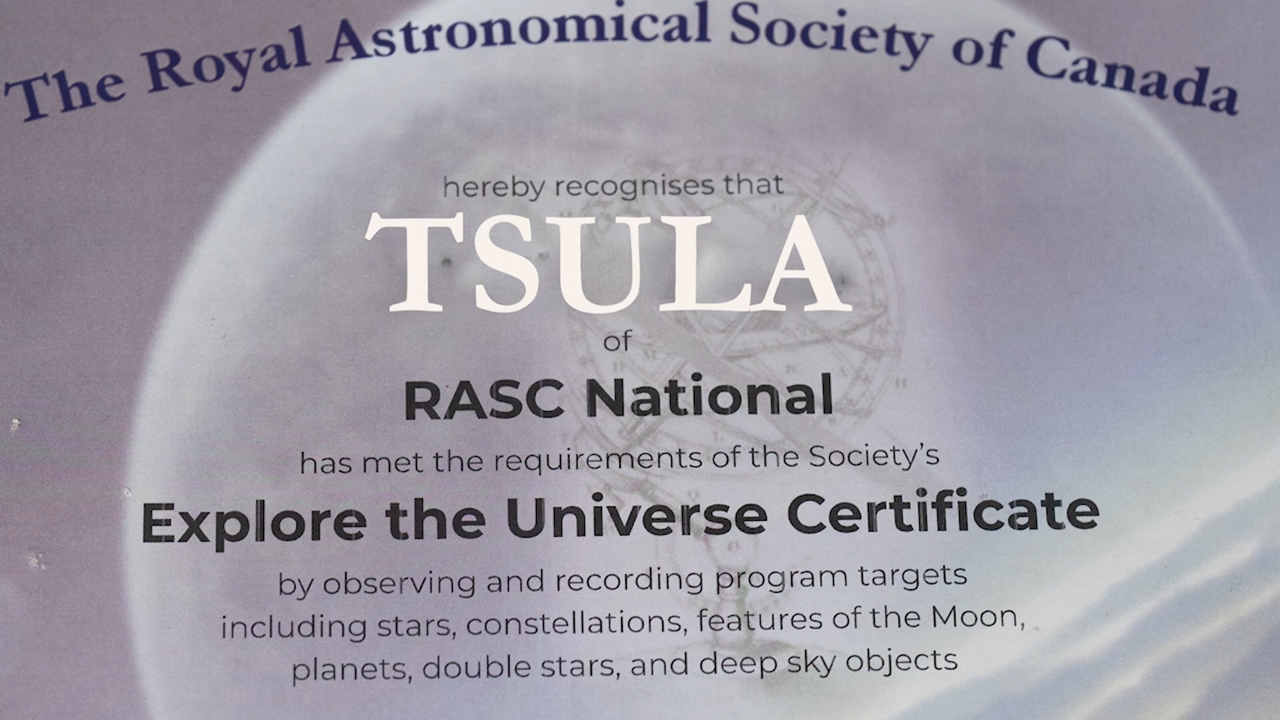 The Royal Astronomical Society of Canada
hereby recognises that
TSULA
of
RASC National
has met the requirements of the Society's
Explore the Universe Certificate
by observing and recording program targets
including stars, constellations, features of the Moon,
planets, double stars, and deep sky objects